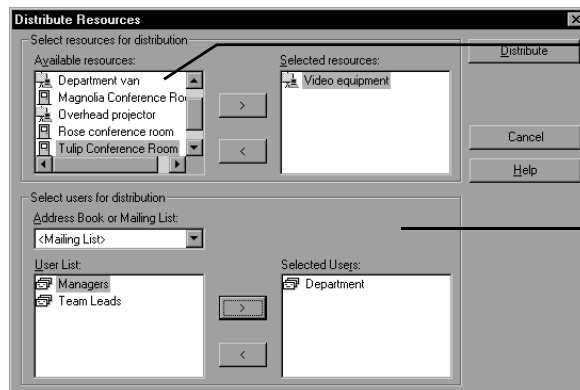 Distribute Resources
Select resources for distribution
Available resources:
Department van
Magnolia Conference Roo
Overhead projector
Rose conference room
Tulip Conference Room
>
<
Selected resources:
Video equipment
Distribute
Cancel
Help
Select users for distribution
Address Book or Mailing List:
<Mailing List>
User List:
Managers
Team Leads
>
<
Selected Users:
Department